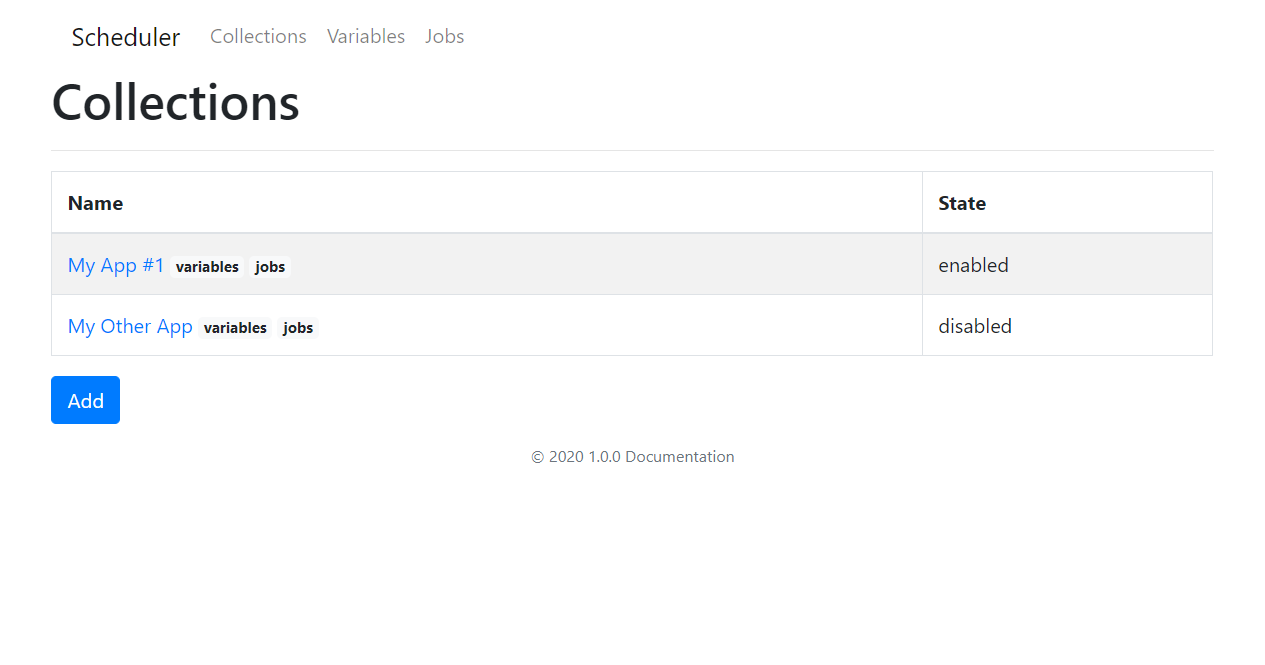 Scheduler Collections Variables Jobs
Collections
Name State
My App #1 variables jobs enabled
My Other App variables jobs disabled
Add
© 2020 1.0.0 Documentation